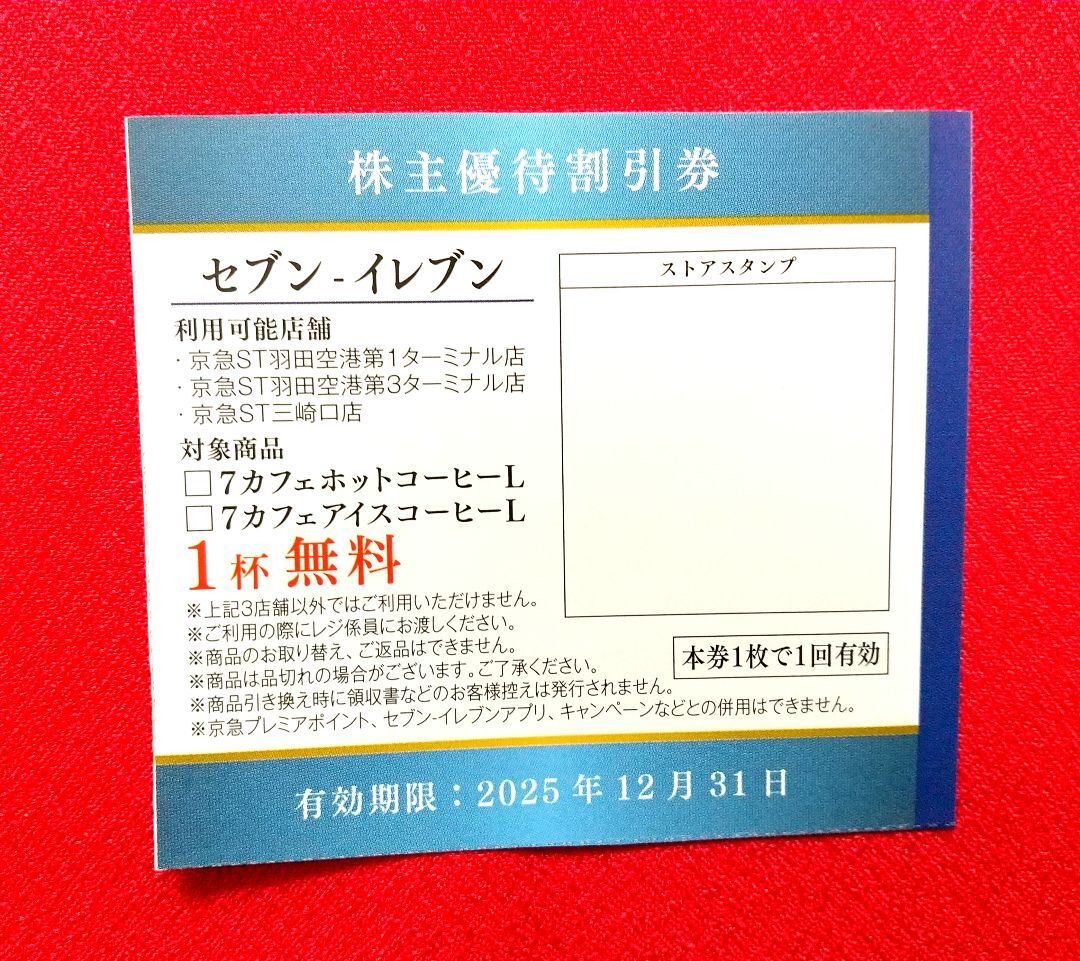 株主優待割引券
セブン-イレブン
利用可能店舗
・京急ST羽田空港第1ターミナル店
・京急ST羽田空港第3ターミナル店
・京急ST三崎口店
対象商品
□7カフェホットコーヒーL
□7カフェアイスコーヒーL
1杯無料
※上記3店舗以外ではご利用いただけません。
※ご利用の際にレジ係員にお渡しください。
※商品のお取り替え、ご返品はできません。
※商品は品切れの場合がございます。ご了承ください。
※商品引き換え時に領収書などのお客様控えは発行されません。
※京急プレミアポイント、セブン-イレブンアプリ、キャンペーンなどとの併用はできません。
ストアスタンプ
本券1枚で1回有効
有効期限：2025年12月31日